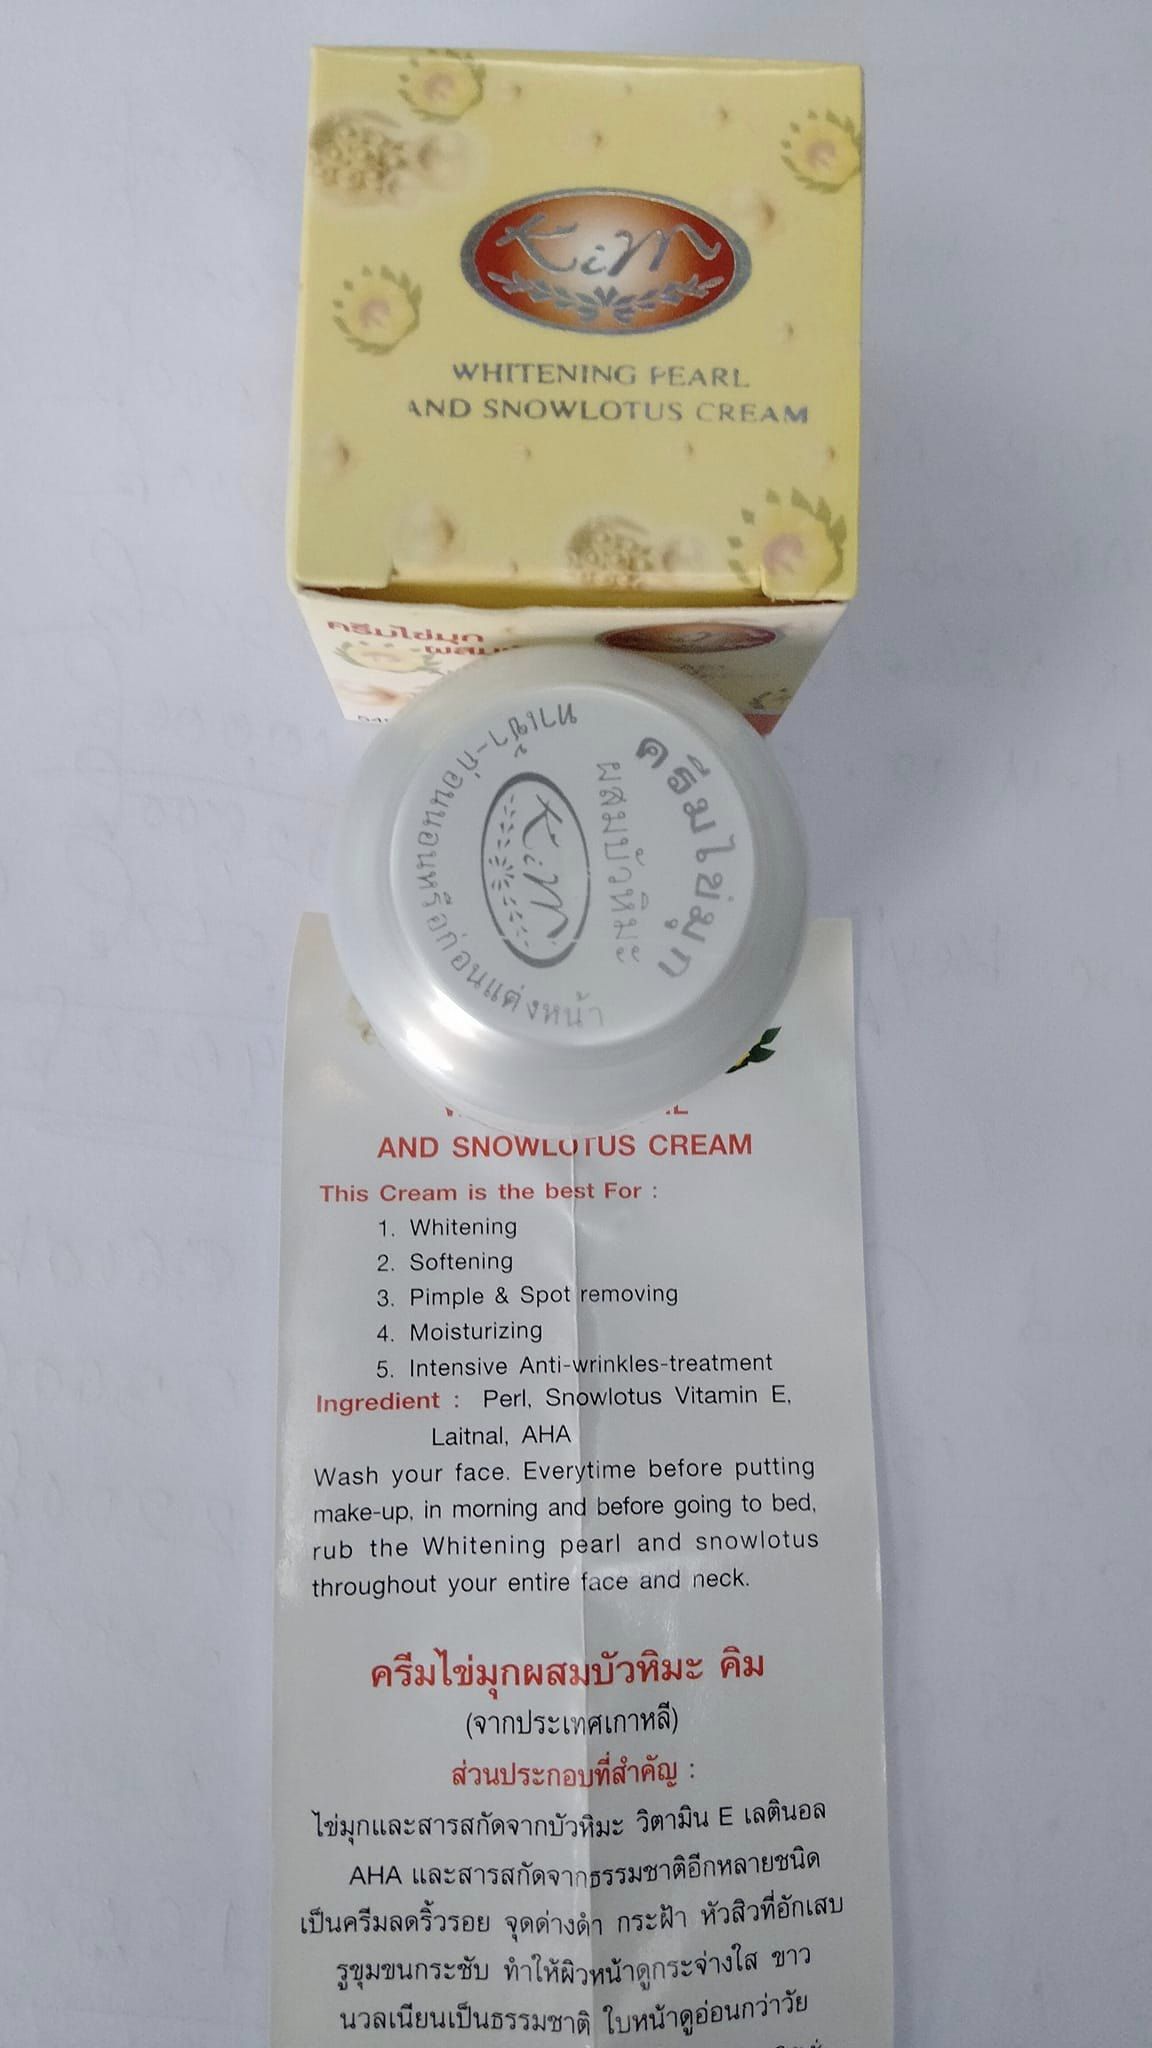 KiM
WHITENING PEARL
AND SNOWLOTUS CREAM
ครีมไข่มุก
ครีมไข่มุก
ผสมบัวหิมะ
KiM
ทาเช้า-ก่อนนอนหรือก่อนแต่งหน้า
AND SNOWLOTUS CREAM
This Cream is the best For :
1. Whitening
2. Softening
3. Pimple & Spot removing
4. Moisturizing
5. Intensive Anti-wrinkles-treatment
Ingredient : Perl, Snowlotus Vitamin E,
Laitnal, AHA
Wash your face. Everytime before putting
make-up, in morning and before going to bed,
rub the Whitening pearl and snowlotus
throughout your entire face and neck.
ครีมไข่มุกผสมบัวหิมะ คิม
(จากประเทศเกาหลี)
ส่วนประกอบที่สำคัญ :
ไข่มุกและสารสกัดจากบัวหิมะ วิตามิน E เลตินอล
AHA และสารสกัดจากธรรมชาติอีกหลายชนิด
เป็นครีมลดริ้วรอย จุดด่างดำ กระฝ้า หัวสิวที่อักเสบ
รูขุมขนกระชับ ทำให้ผิวหน้าดูกระจ่างใส ขาว
นวลเนียนเป็นธรรมชาติ ใบหน้าดูอ่อนกว่าวัย